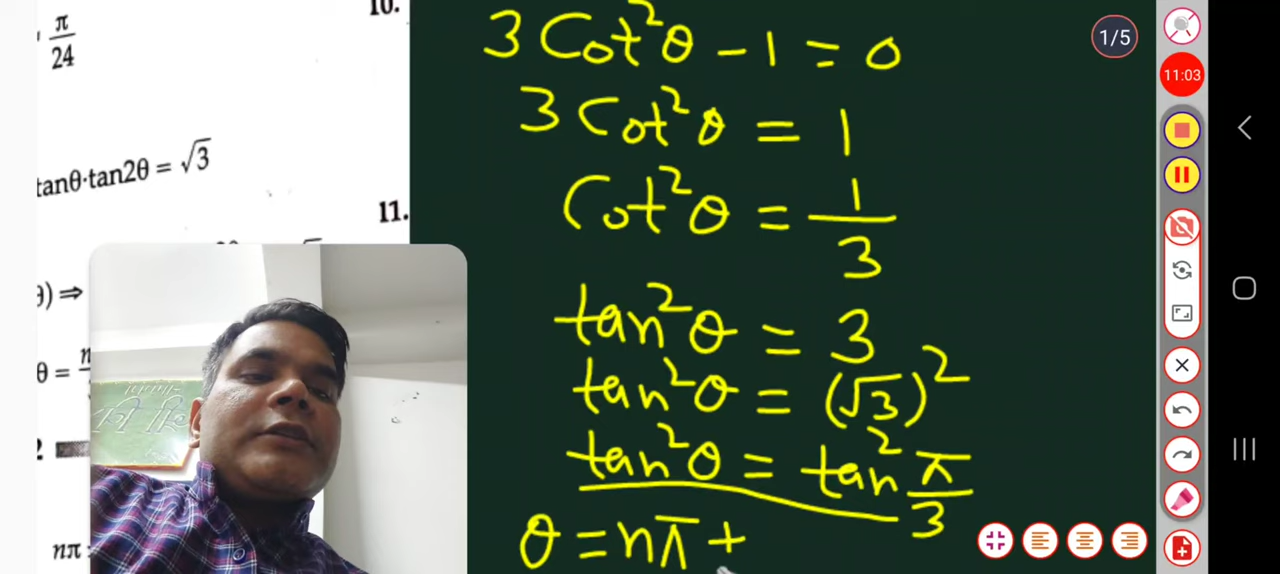 π/24
10.
tanθ·tan2θ = √3
11.
) ⇒
θ =
nπ
3 Cot²θ − 1 = 0
3 Cot²θ = 1
Cot²θ = 1/3
tan²θ = 3
tan²θ = (√3)²
tan²θ = tan² π/3
θ = nπ +
1/5
11:03